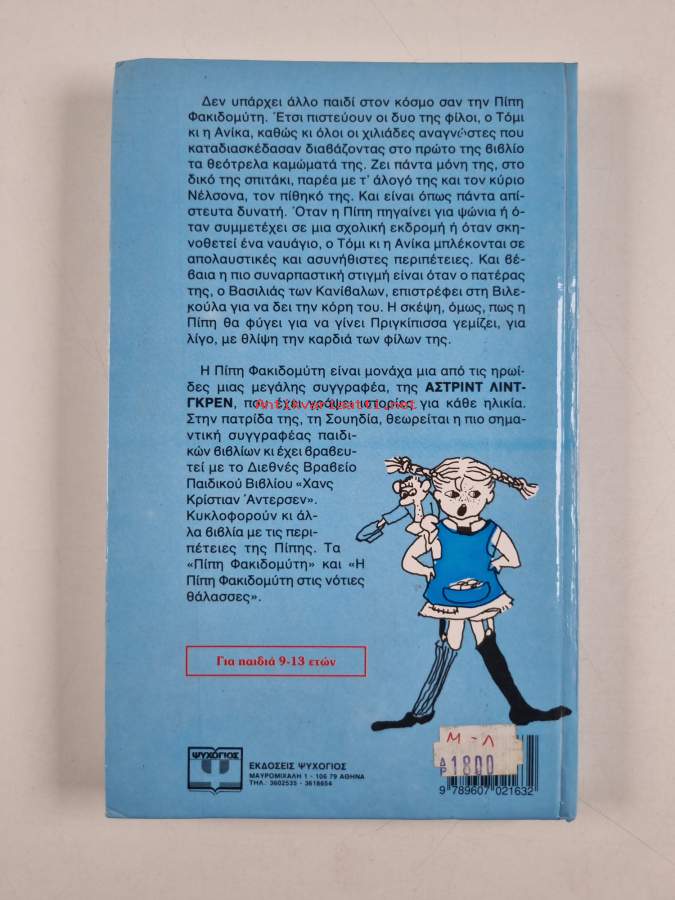 Δεν υπάρχει άλλο παιδί στον κόσμο σαν την Πίπη
Φακιδομύτη. Έτσι πιστεύουν οι δυο της φίλοι, ο Τόμι
κι η Ανίκα, καθώς κι όλοι οι χιλιάδες αναγνώστες που
καταδιασκέδασαν διαβάζοντας στο πρώτο της βιβλίο
τα θεότρελα καμώματά της. Ζει πάντα μόνη της, στο
δικό της σπιτάκι, παρέα με τ' άλογό της και τον κύριο
Νέλσονα, τον πίθηκό της. Και είναι όπως πάντα απί-
στευτα δυνατή. Όταν η Πίπη πηγαίνει για ψώνια ή ό-
ταν συμμετέχει σε μια σχολική εκδρομή ή όταν σκη-
νοθετεί ένα ναυάγιο, ο Τόμι κι η Ανίκα μπλέκονται σε
απολαυστικές και ασυνήθιστες περιπέτειες. Και βέ-
βαια η πιο συναρπαστική στιγμή είναι όταν ο πατέρας
της, ο Βασιλιάς των Κανίβαλων, επιστρέφει στη Βιλε-
κούλα για να δει την κόρη του. Η σκέψη, όμως, πως η
Πίπη θα φύγει για να γίνει Πριγκίπισσα γεμίζει, για
λίγο, με θλίψη την καρδιά των φίλων της.
Η Πίπη Φακιδομύτη είναι μονάχα μια από τις ηρωί-
δες μιας μεγάλης συγγραφέα, της ΑΣΤΡΙΝΤ ΛΙΝΤ-
ΓΚΡΕΝ, που έχει γράψει ιστορίες για κάθε ηλικία.
Antikvariaatti.net
Στην πατρίδα της, τη Σουηδία, θεωρείται η πιο σημα-
ντική συγγραφέας παιδι-
κών βιβλίων κι έχει βραβευ-
τεί με το Διεθνές Βραβείο
Παιδικού Βιβλίου «Χανς
Κρίστιαν Άντερσεν».
Κυκλοφορούν κι άλ-
λα βιβλία με τις περι-
πέτειες της Πίπης. Τα
«Πίπη Φακιδομύτη» και «Η
Πίπη Φακιδομύτη στις νότιες
θάλασσες».
Για παιδιά 9-13 ετών
ΨΥΧΟΓΙΟΣ
ΕΚΔΟΣΕΙΣ ΨΥΧΟΓΙΟΣ
ΜΑΥΡΟΜΙΧΑΛΗ 1 - 106 79 ΑΘΗΝΑ
ΤΗΛ. 3602535 - 3618654
Μ-Λ
ΔΡ 1800
9 789607 021632